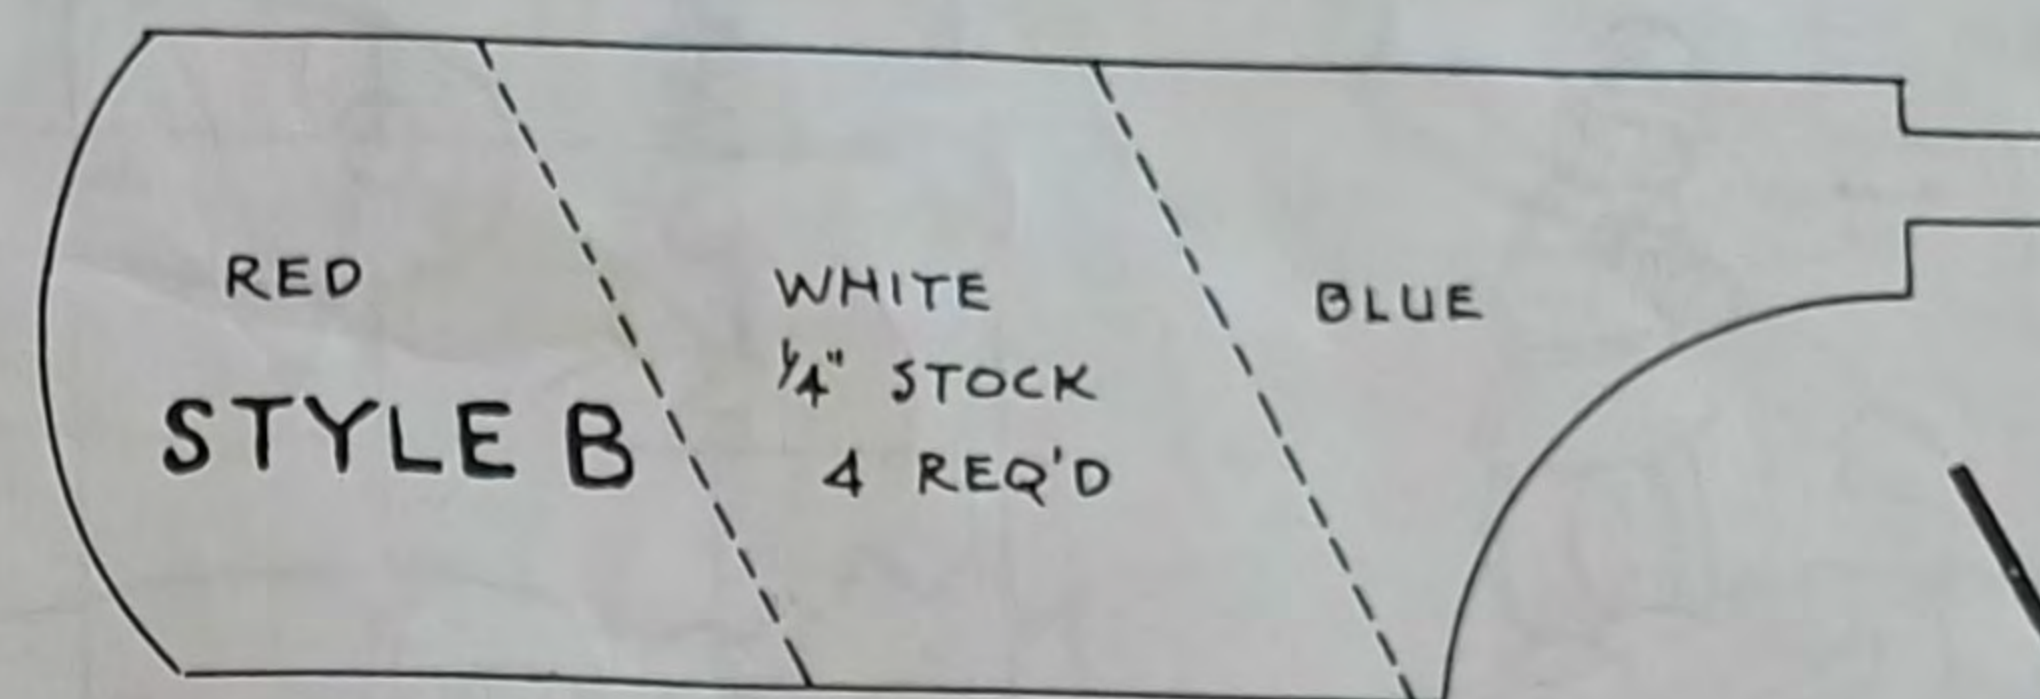 RED
STYLE B
WHITE
1/4" STOCK
4 REQ'D
BLUE